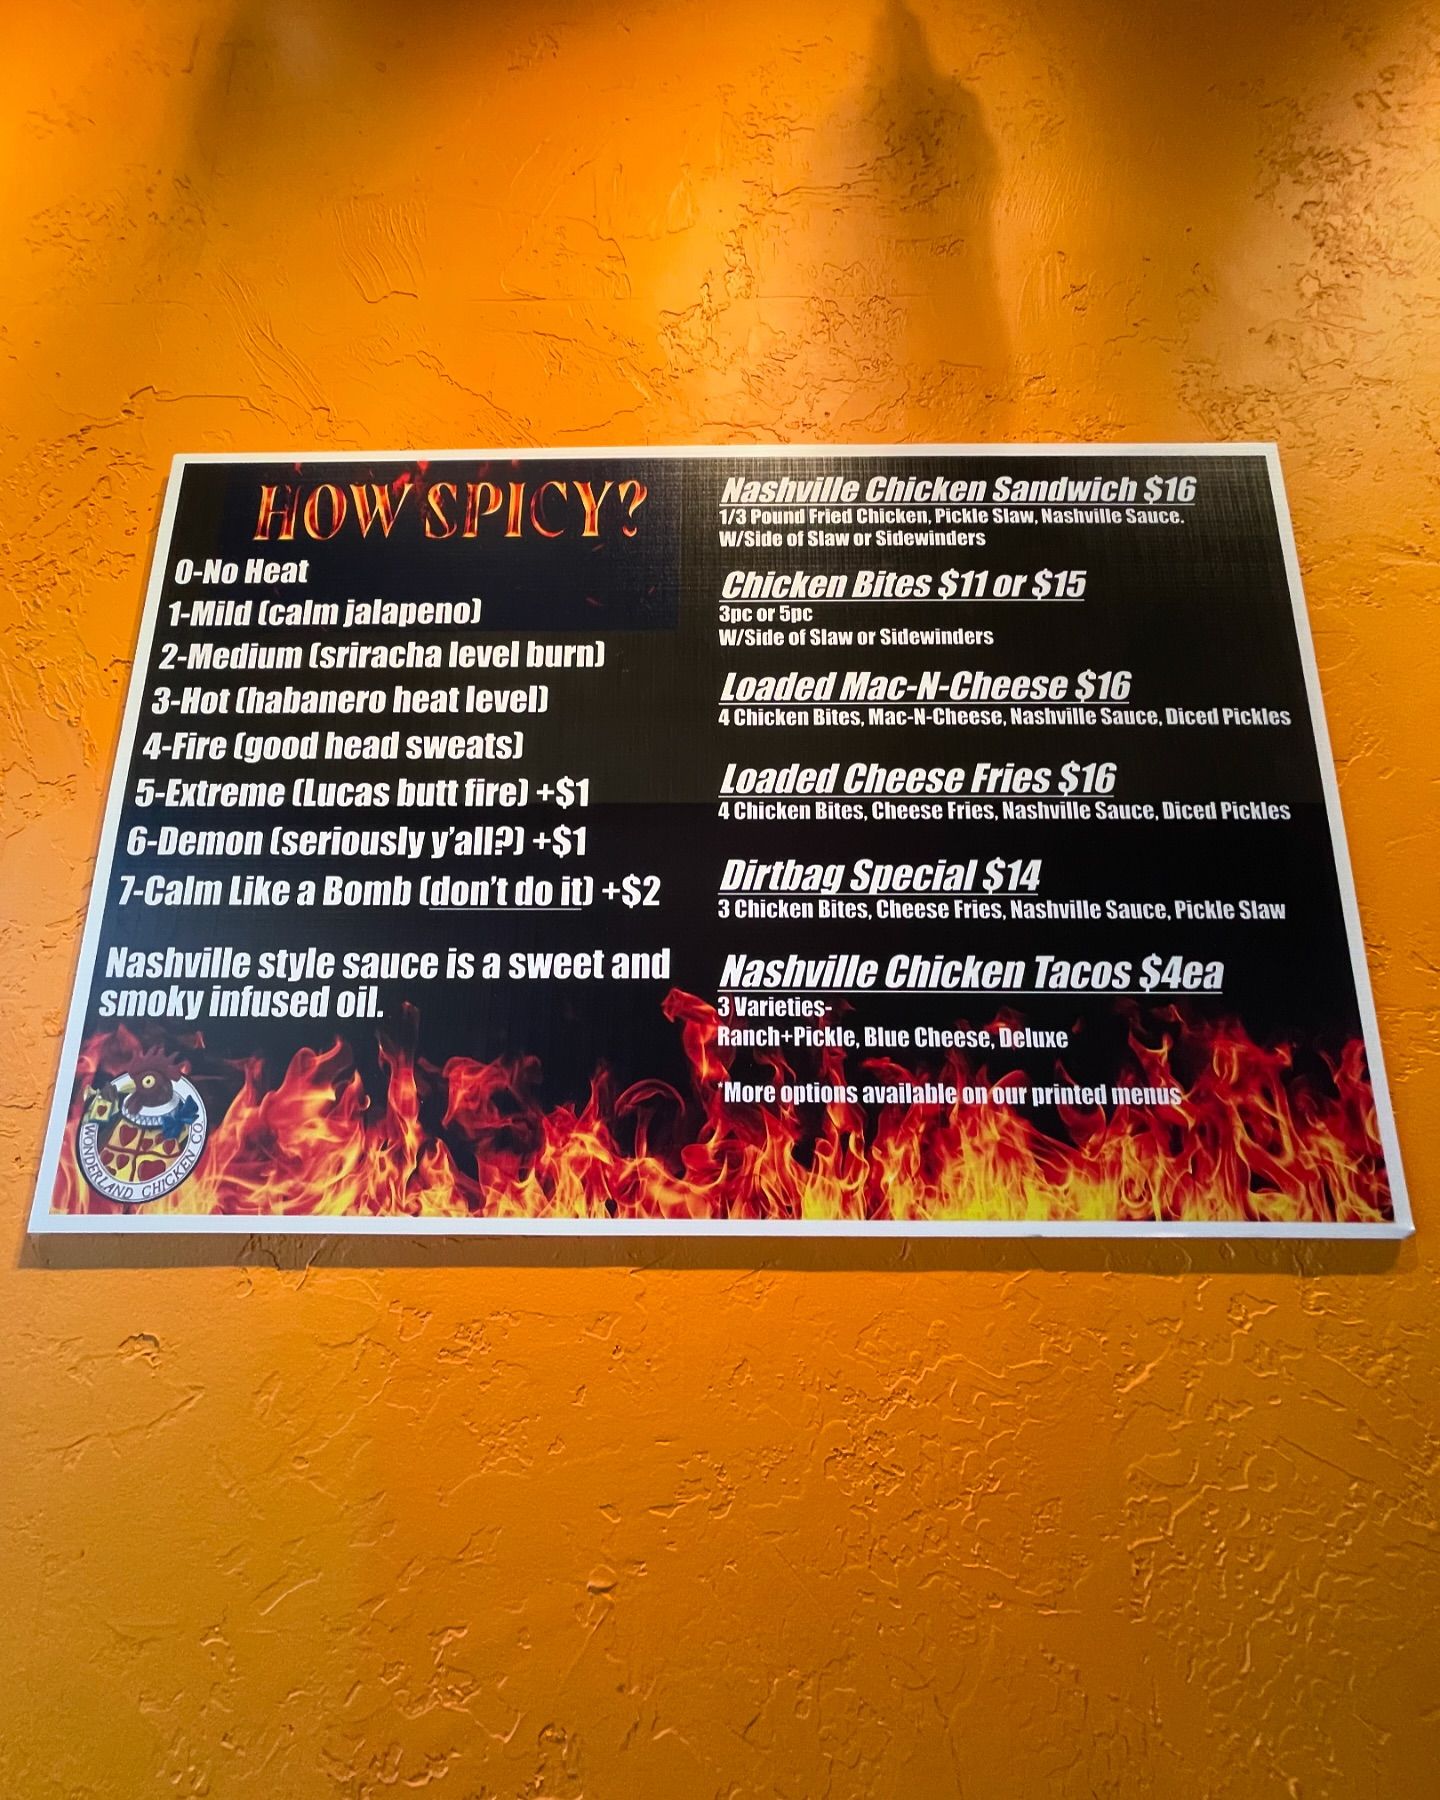 HOW SPICY?
0-No Heat
1-Mild (calm jalapeno)
2-Medium (sriracha level burn)
3-Hot (habanero heat level)
4-Fire (good head sweats)
5-Extreme (Lucas butt fire) +$1
6-Demon (seriously y'all?) +$1
7-Calm Like a Bomb (don't do it) +$2
Nashville style sauce is a sweet and
smoky infused oil.
WONDERLAND CHICKEN CO.
Nashville Chicken Sandwich $16
1/3 Pound Fried Chicken, Pickle Slaw, Nashville Sauce.
W/Side of Slaw or Sidewinders
Chicken Bites $11 or $15
3pc or 5pc
W/Side of Slaw or Sidewinders
Loaded Mac-N-Cheese $16
4 Chicken Bites, Mac-N-Cheese, Nashville Sauce, Diced Pickles
Loaded Cheese Fries $16
4 Chicken Bites, Cheese Fries, Nashville Sauce, Diced Pickles
Dirtbag Special $14
3 Chicken Bites, Cheese Fries, Nashville Sauce, Pickle Slaw
Nashville Chicken Tacos $4ea
3 Varieties-
Ranch+Pickle, Blue Cheese, Deluxe
*More options available on our printed menus